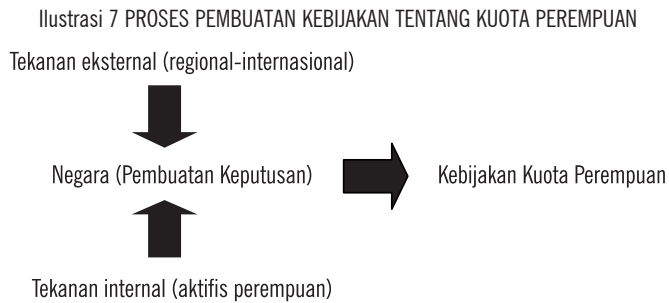 Ilustrasi 7 PROSES PEMBUATAN KEBIJAKAN TENTANG KUOTA PEREMPUAN
Tekanan eksternal (regional-internasional)
Negara (Pembuatan Keputusan)
Kebijakan Kuota Perempuan
Tekanan internal (aktifis perempuan)